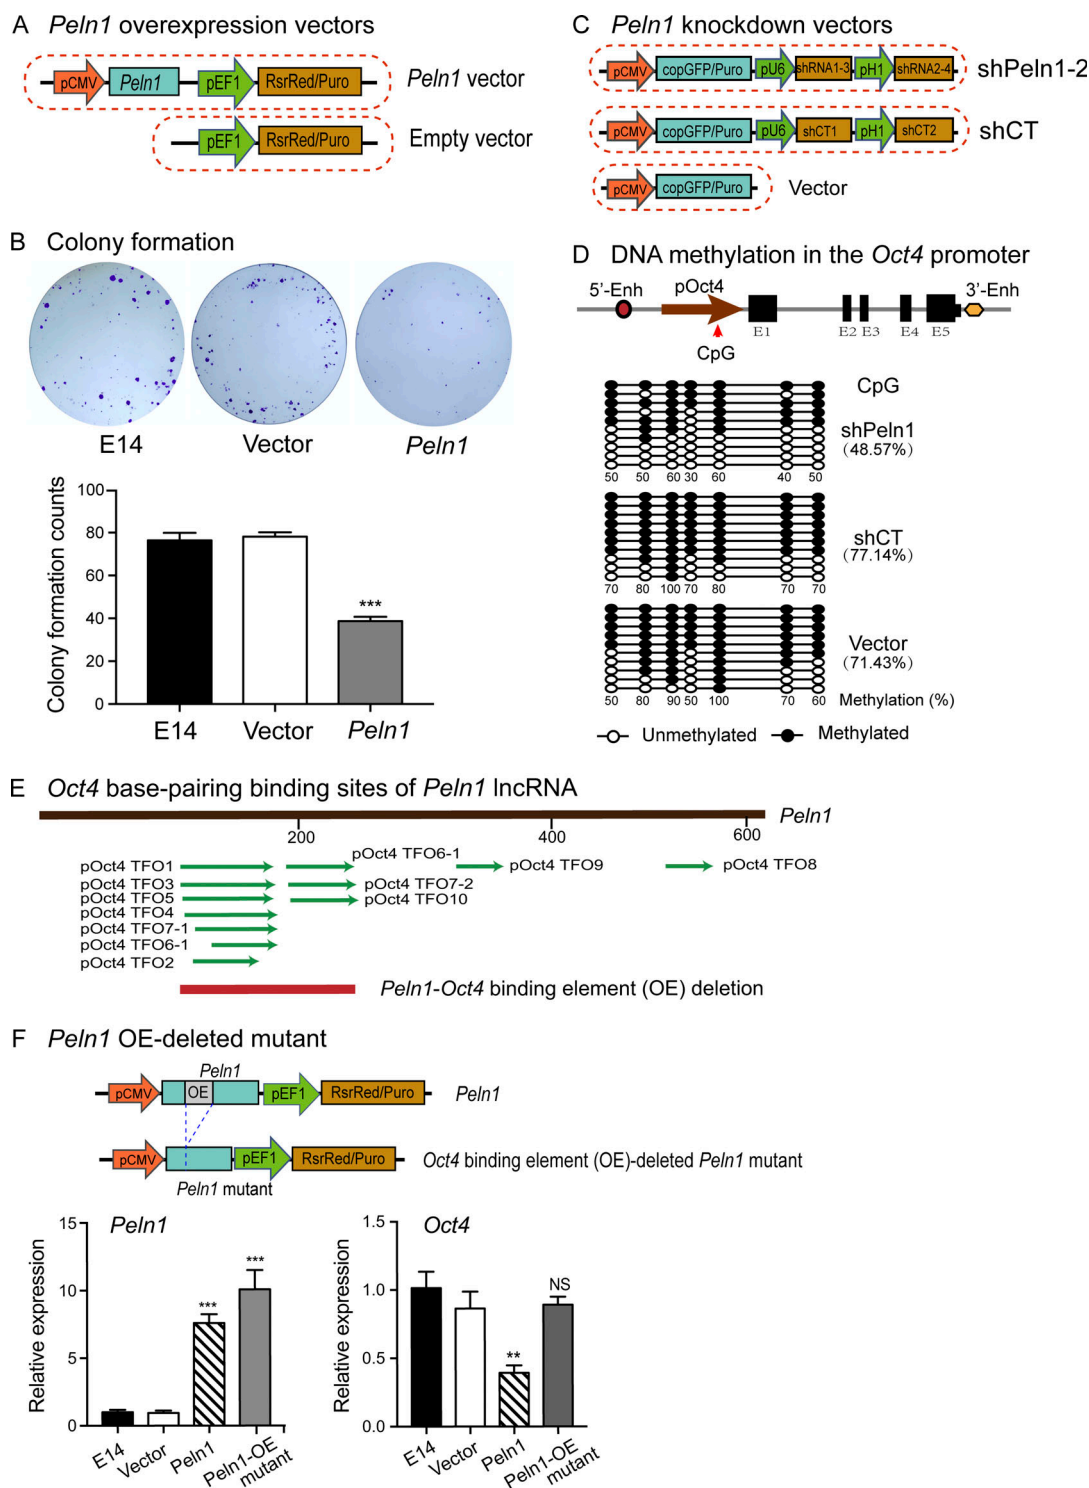 A Peln1 overexpression vectors
pCMV Peln1 pEF1 RsrRed/Puro Peln1 vector
pEF1 RsrRed/Puro Empty vector
C Peln1 knockdown vectors
pCMV copGFP/Puro pU6 shRNA1-3 pH1 shRNA2-4 shPeln1-2
pCMV copGFP/Puro pU6 shCT1 pH1 shCT2 shCT
pCMV copGFP/Puro Vector
B Colony formation
E14 Vector Peln1
Colony formation counts
100
80
60
40
20
0
***
E14 Vector Peln1
D DNA methylation in the Oct4 promoter
5'-Enh pOct4 3'-Enh
E1 E2 E3 E4 E5
CpG
CpG
shPeln1
(48.57%)
50 50 60 30 60 40 50
shCT
(77.14%)
70 80 100 70 80 70 70
Vector
(71.43%)
50 80 90 50 100 70 60 Methylation (%)
Unmethylated Methylated
E Oct4 base-pairing binding sites of Peln1 lncRNA
Peln1
200 400 600
pOct4 TFO6-1
pOct4 TFO1 pOct4 TFO9 pOct4 TFO8
pOct4 TFO3 pOct4 TFO7-2
pOct4 TFO5 pOct4 TFO10
pOct4 TFO4
pOct4 TFO7-1
pOct4 TFO6-1
pOct4 TFO2
Peln1-Oct4 binding element (OE) deletion
F Peln1 OE-deleted mutant
Peln1
pCMV OE pEF1 RsrRed/Puro Peln1
pCMV pEF1 RsrRed/Puro Oct4 binding element (OE)-deleted Peln1 mutant
Peln1 mutant
Peln1
Relative expression
15
10
5
0
*** ***
E14 Vector Peln1 Peln1-OE
mutant
Oct4
Relative expression
1.5
1.0
0.5
0.0
** NS
E14 Vector Peln1 Peln1-OE
mutant